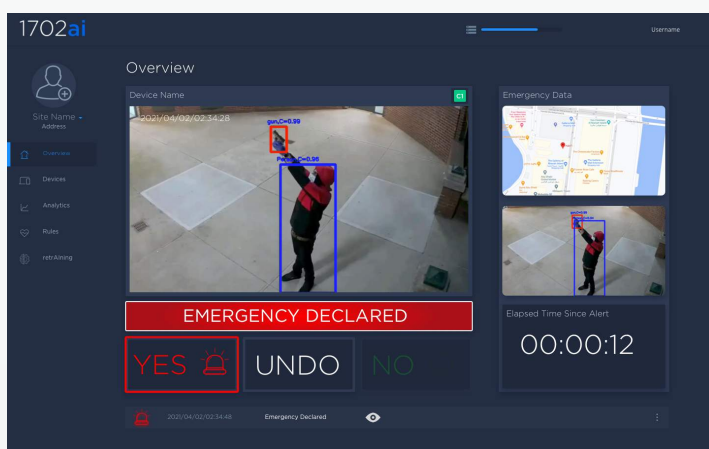 1702ai
Username
Overview
Site Name
Address
Overview
Devices
Analytics
Rules
retrAining
Device Name
C1
2021/04/02/02:34:28
gun,C=0.99
Person,C=0.96
EMERGENCY DECLARED
YES
UNDO
NO
2021/04/02/02:34:48
Emergency Declared
Emergency Data
Elapsed Time Since Alert
00:00:12